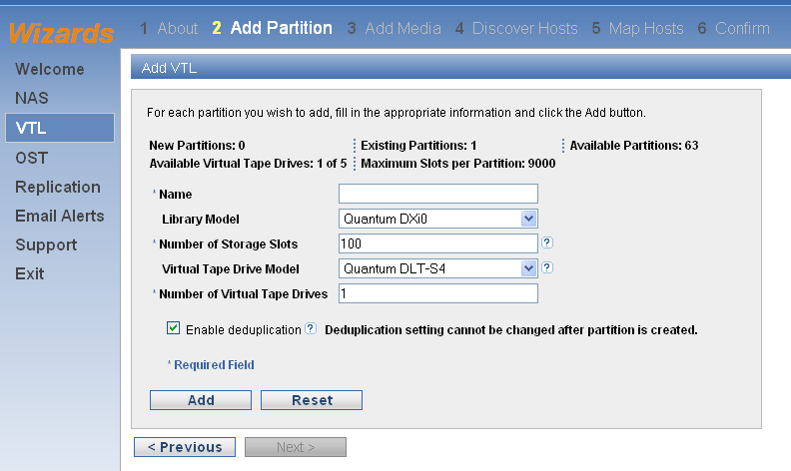 Wizards
1 About 2 Add Partition 3 Add Media 4 Discover Hosts 5 Map Hosts 6 Confirm
Welcome
NAS
VTL
OST
Replication
Email Alerts
Support
Exit
Add VTL
For each partition you wish to add, fill in the appropriate information and click the Add button.
New Partitions: 0 Existing Partitions: 1 Available Partitions: 63
Available Virtual Tape Drives: 1 of 5 Maximum Slots per Partition: 9000
* Name
Library Model Quantum DXi0
* Number of Storage Slots 100 ?
Virtual Tape Drive Model Quantum DLT-S4 ?
* Number of Virtual Tape Drives 1
Enable deduplication ? Deduplication setting cannot be changed after partition is created.
* Required Field
Add Reset
< Previous Next >